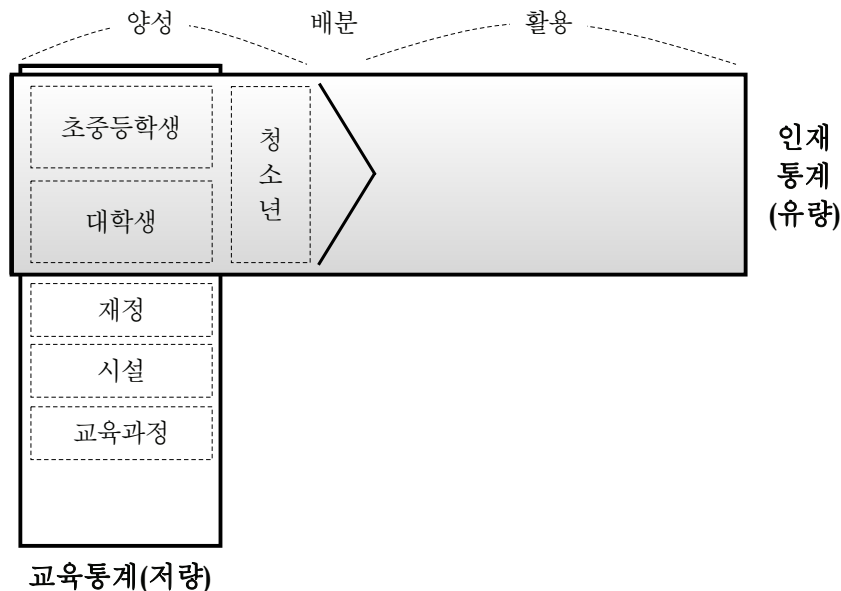 양성 배분 활용
초중등학생
대학생
청
소
년
인재
통계
(유량)
재정
시설
교육과정
교육통계(저량)